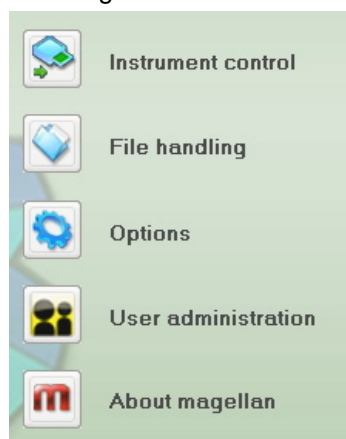 Instrument control
File handling
Options
User administration
m
About magellan